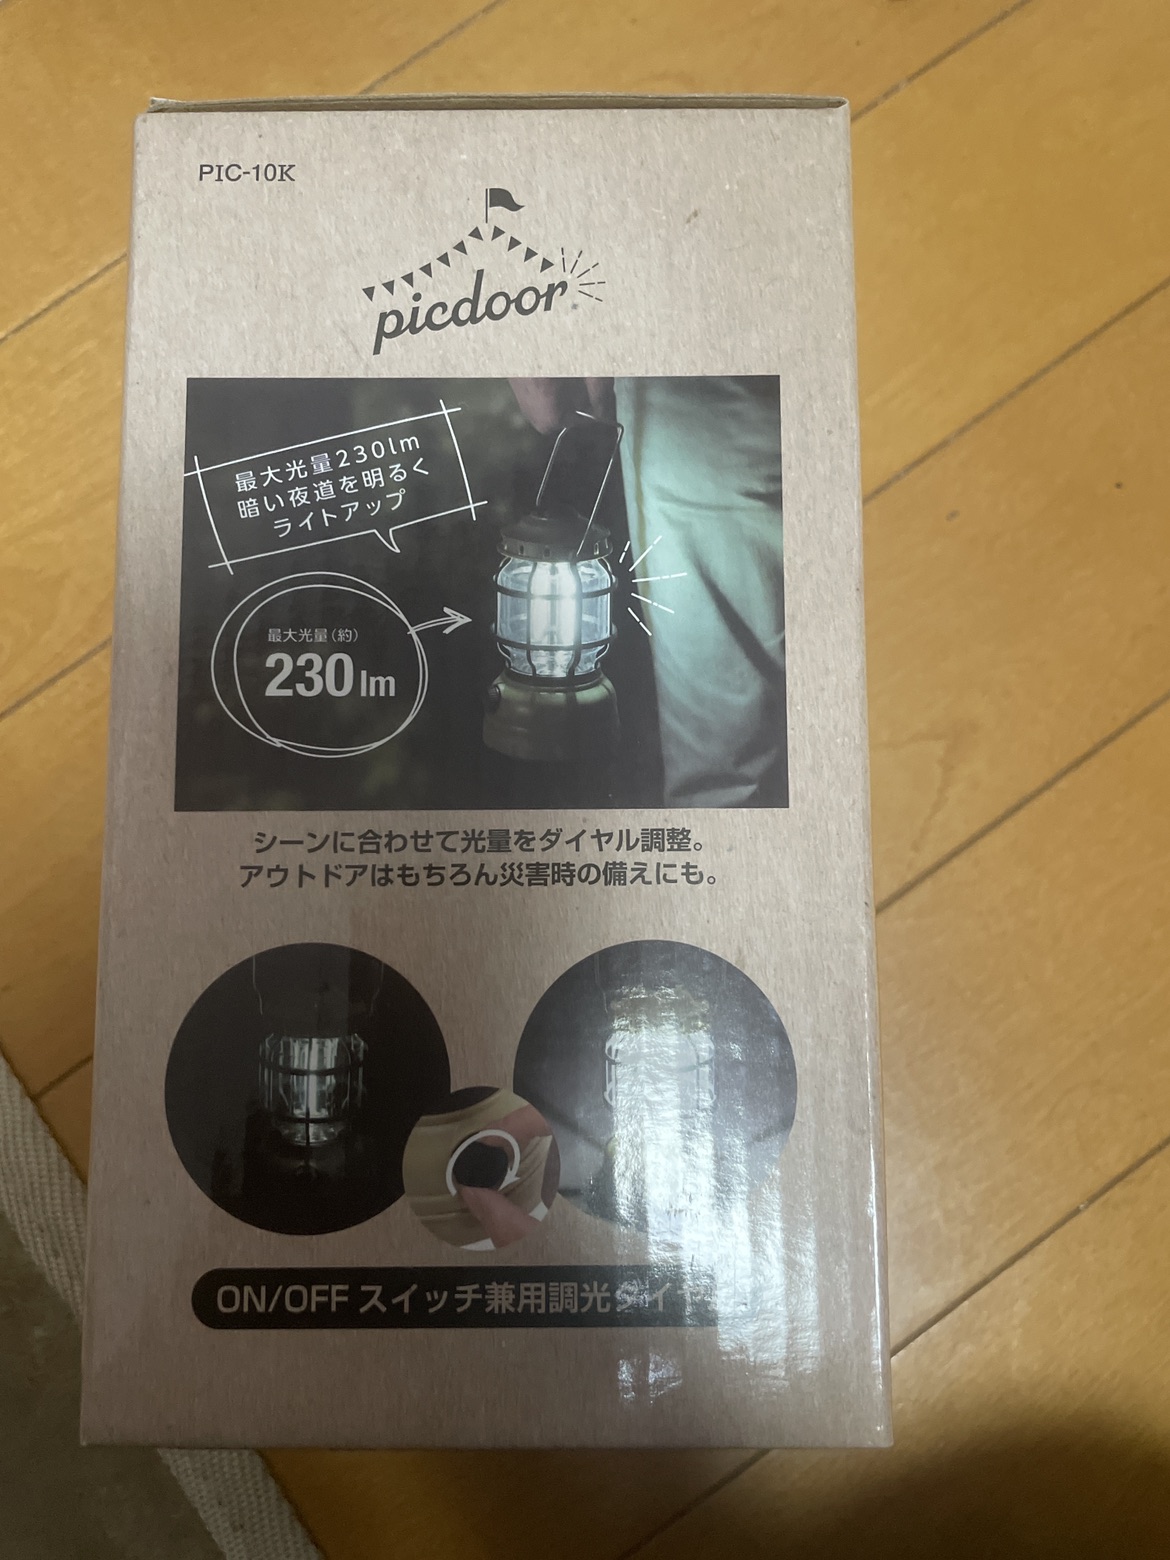 PIC-10K
picdoor
最大光量230lm
暗い夜道を明るく
ライトアップ
最大光量(約)
230lm
シーンに合わせて光量をダイヤル調整。
アウトドアはもちろん災害時の備えにも。
ON/OFF スイッチ兼用調光ダイヤ